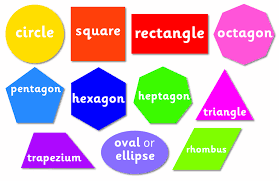 circle
square
rectangle
octagon
pentagon
hexagon
heptagon
triangle
trapezium
oval or
ellipse
rhombus